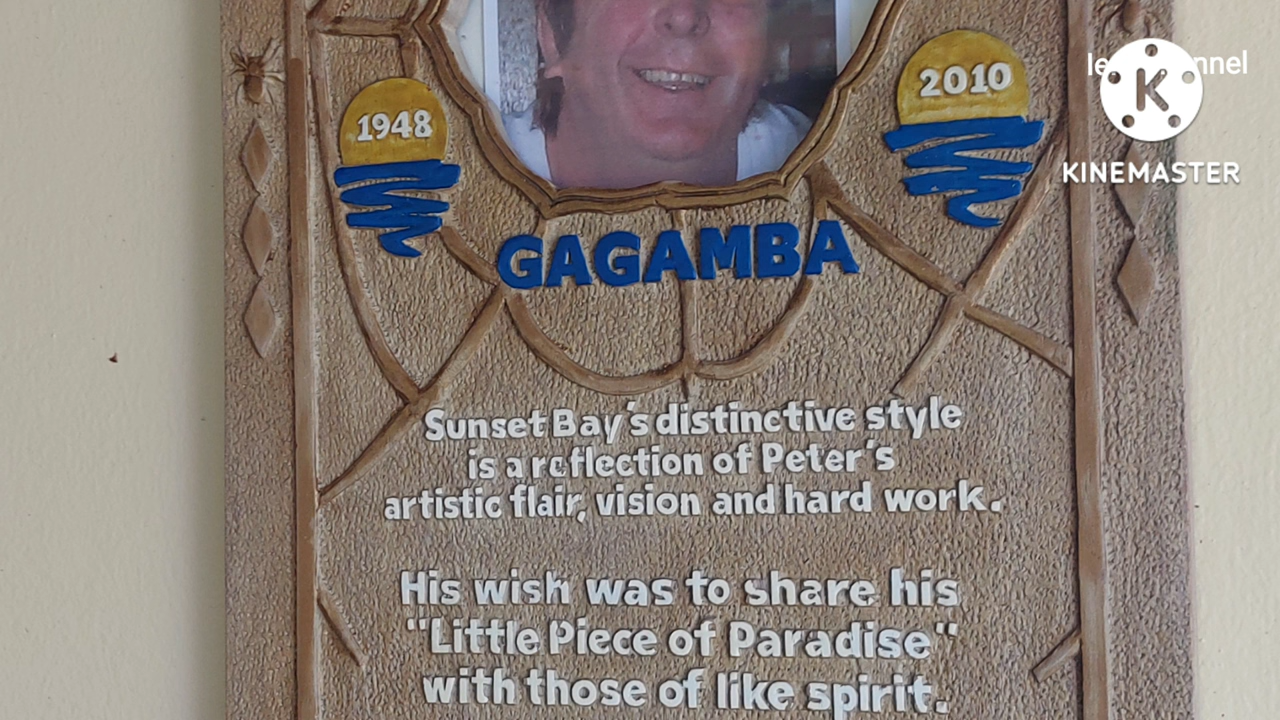 1948
2010
K
KINEMASTER
GAGAMBA
Sunset Bay's distinctive style
is a reflection of Peter's
artistic flair, vision and hard work.
His wish was to share his
"Little Piece of Paradise"
with those of like spirit.